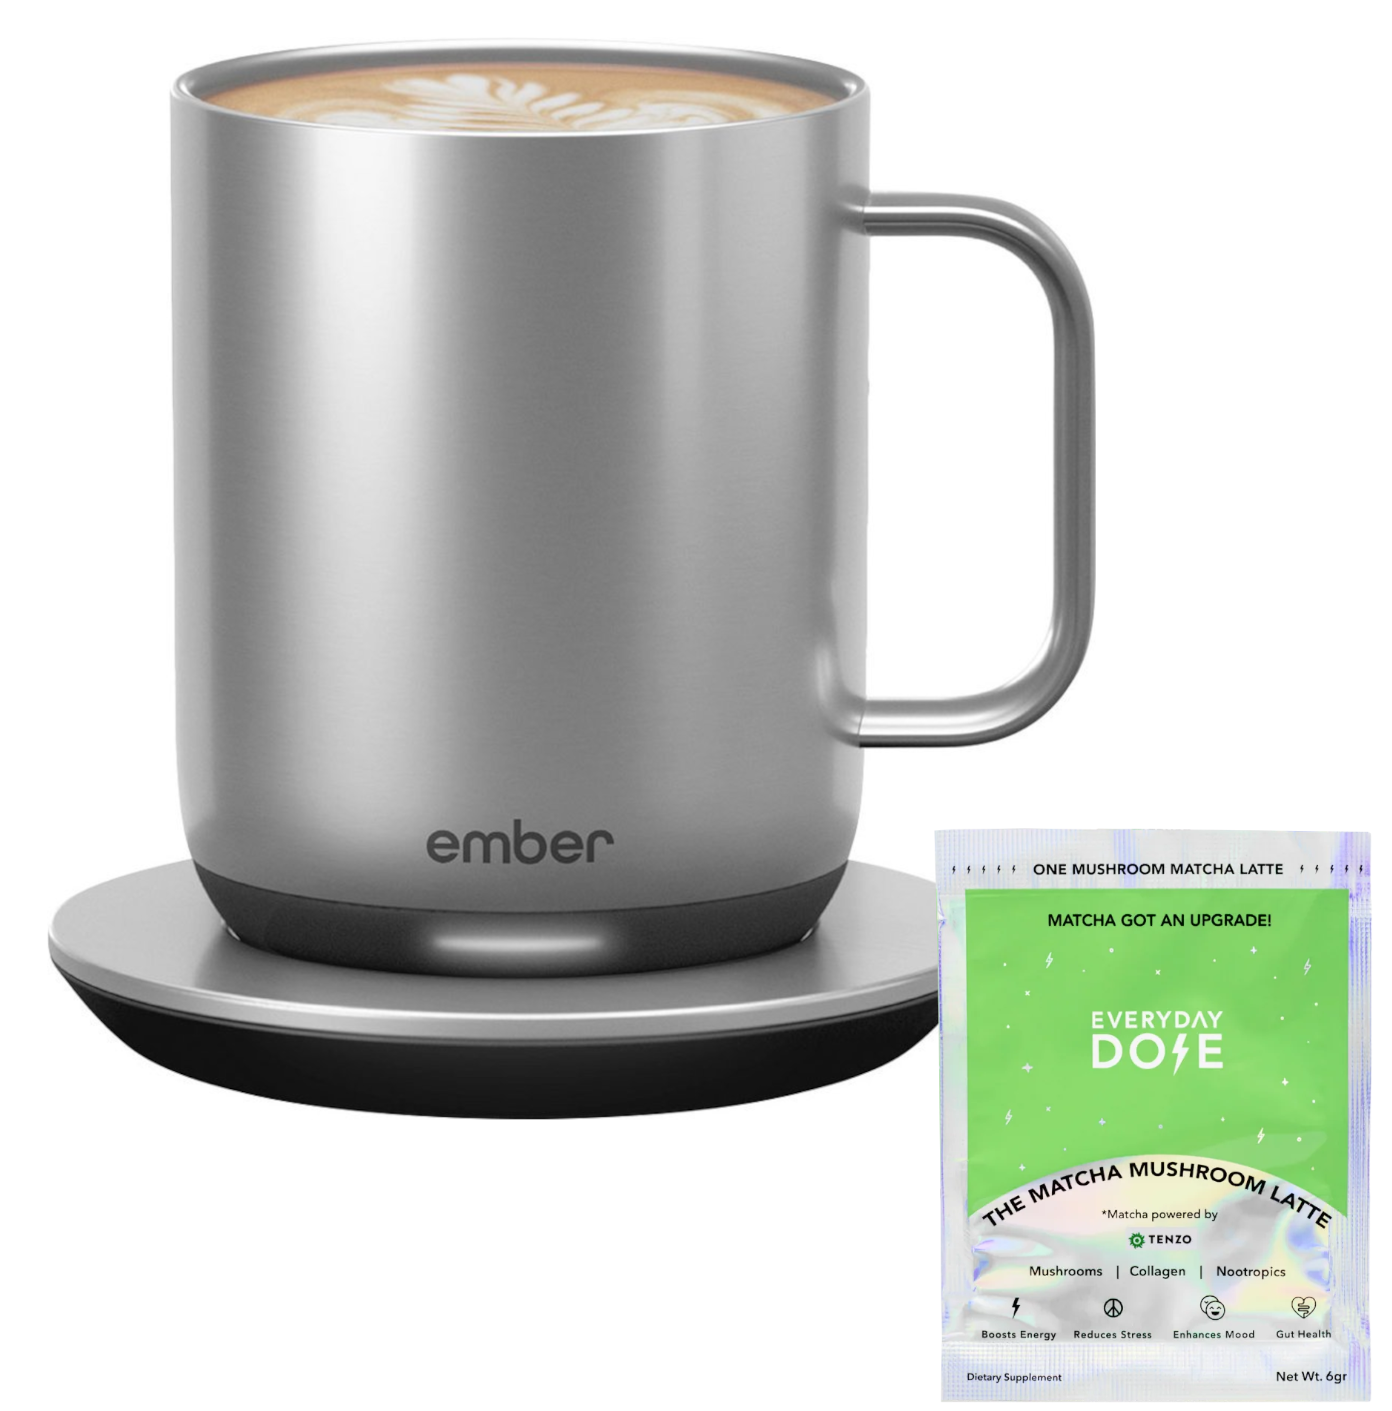 ember
ONE MUSHROOM MATCHA LATTE
MATCHA GOT AN UPGRADE!
EVERYDAY
DOSE
THE MATCHA MUSHROOM LATTE
*Matcha powered by
TENZO
Mushrooms | Collagen | Nootropics
Boosts Energy Reduces Stress Enhances Mood Gut Health
Dietary Supplement Net Wt. 6gr